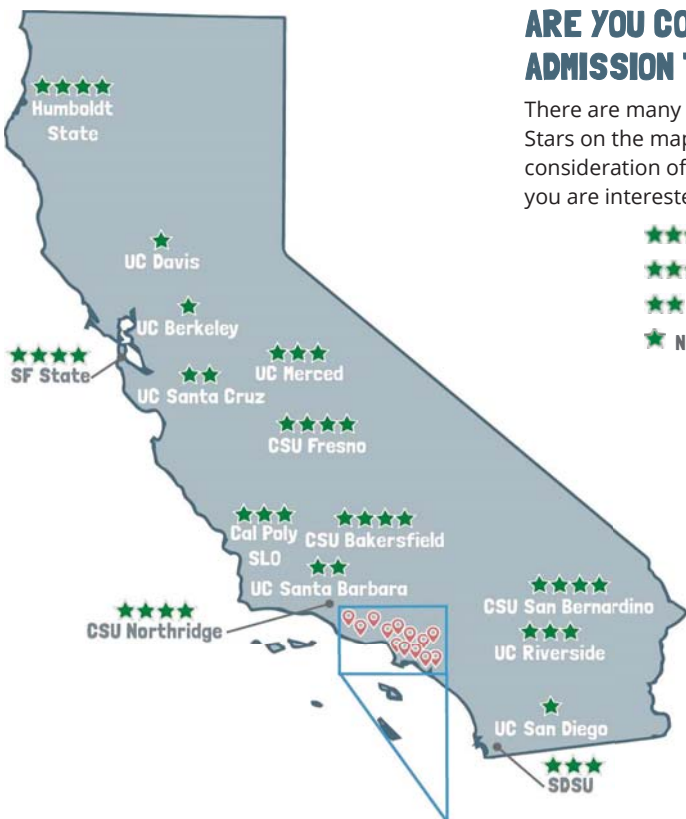 ARE YOU
ADMISSION
There are many
Stars on the map
consideration of
you are intereste
Humboldt
State
UC Davis
UC Berkeley
SF State
UC Merced
UC Santa Cruz
CSU Fresno
Cal Poly
SLO
CSU Bakersfield
UC Santa Barbara
CSU Northridge
CSU San Bernardino
UC Riverside
UC San Diego
SDSU